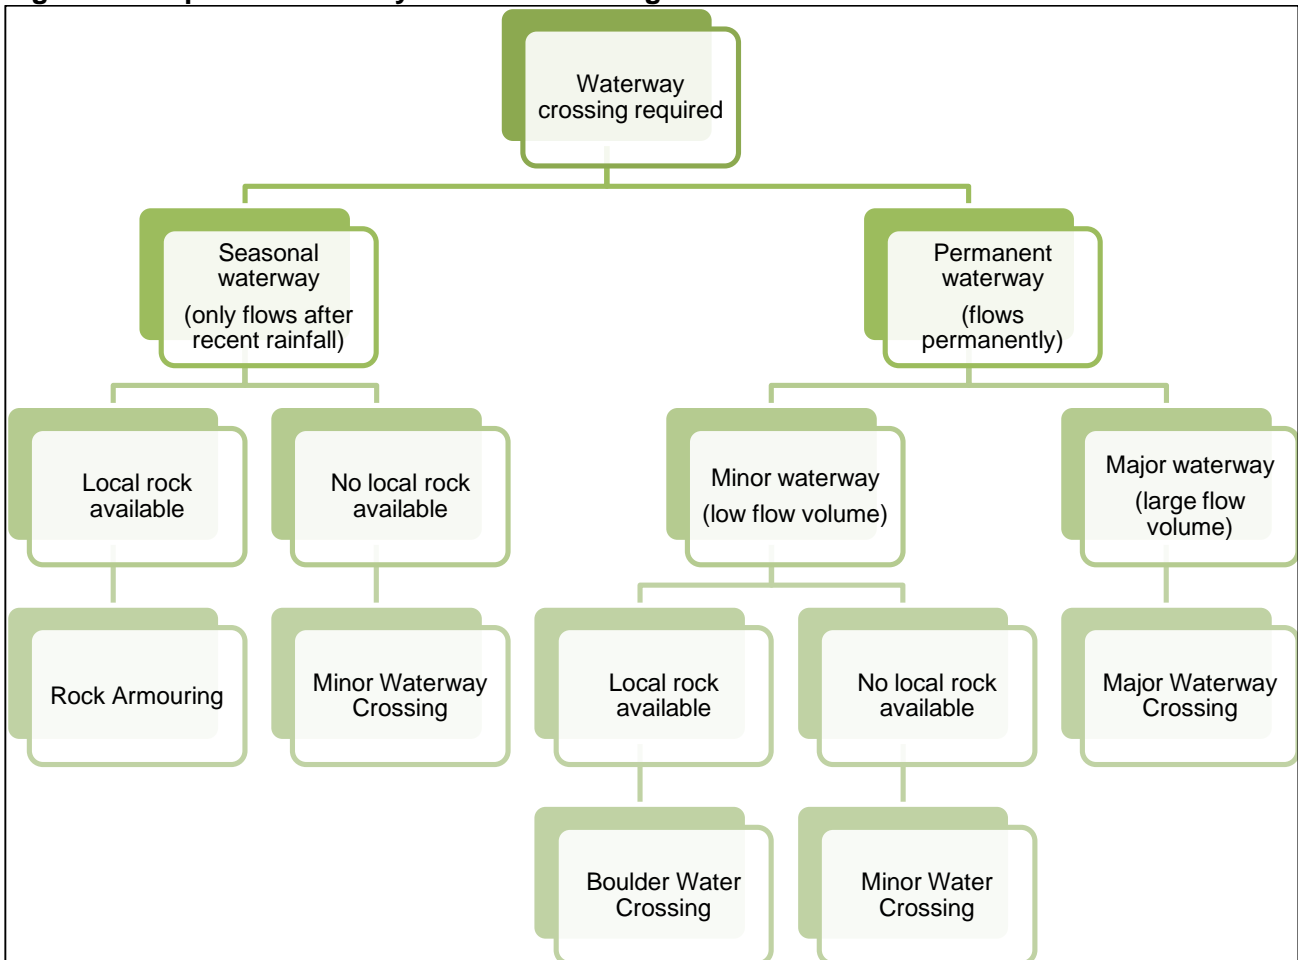 Waterway
crossing required
Seasonal
waterway
(only flows after
recent rainfall)
Permanent
waterway
(flows
permanently)
Local rock
available
No local rock
available
Minor waterway
(low flow volume)
Major waterway
(large flow
volume)
Rock Armouring
Minor Waterway
Crossing
Local rock
available
No local rock
available
Major Waterway
Crossing
Boulder Water
Crossing
Minor Water
Crossing